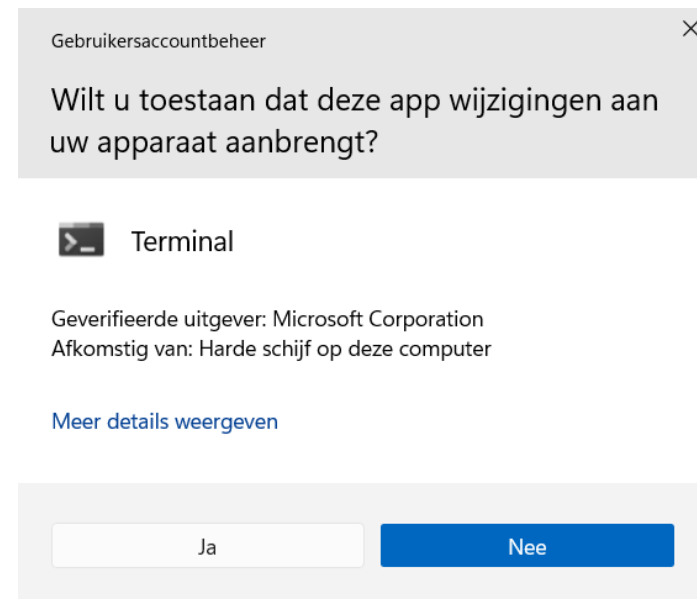 Gebruikersaccountbeheer
Wilt u toestaan dat deze app wijzigingen aan
uw apparaat aanbrengt?
Terminal
Geverifieerde uitgever: Microsoft Corporation
Afkomstig van: Harde schijf op deze computer
Meer details weergeven
Ja
Nee